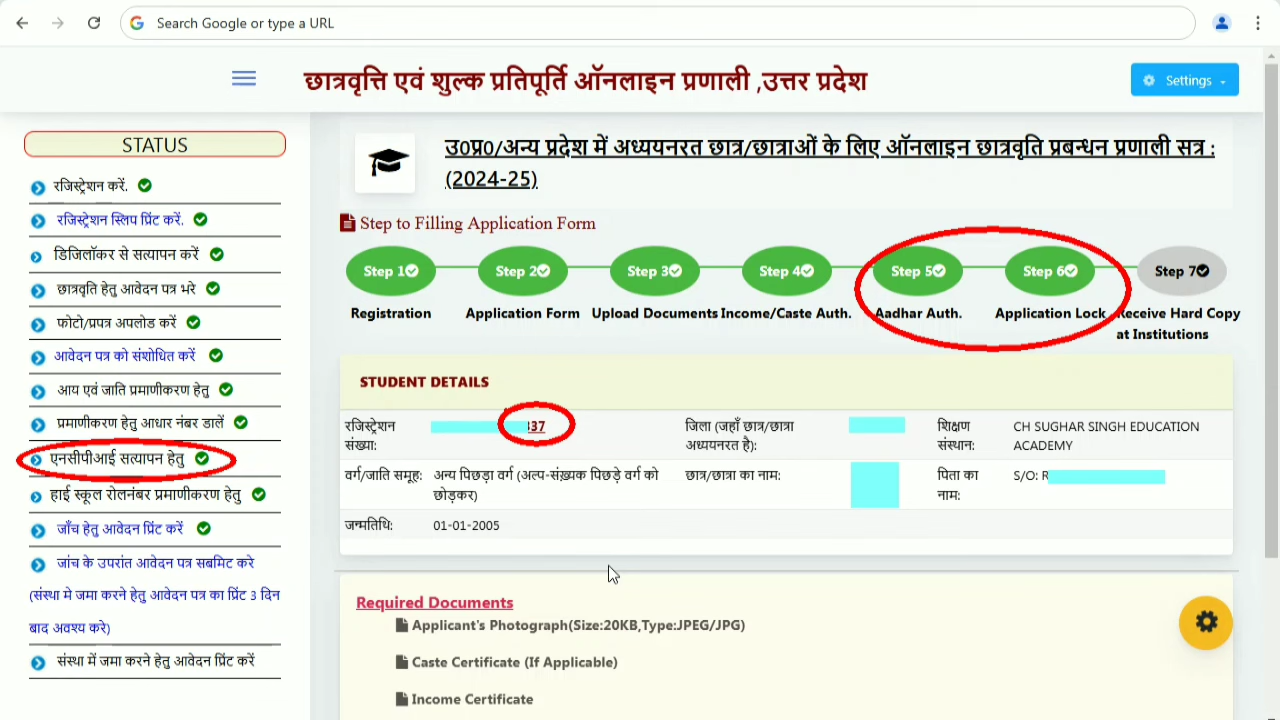 Search Google or type a URL
छात्रवृत्ति एवं शुल्क प्रतिपूर्ति ऑनलाइन प्रणाली ,उत्तर प्रदेश
Settings
STATUS
रजिस्ट्रेशन करें.
रजिस्ट्रेशन स्लिप प्रिंट करें.
डिजिलॉकर से सत्यापन करें
छात्रवृति हेतु आवेदन पत्र भरे
फोटो/प्रपत्र अपलोड करें
आवेदन पत्र को संशोधित करें
आय एवं जाति प्रमाणीकरण हेतु
प्रमाणीकरण हेतु आधार नंबर डालें
एनसीपीआई सत्यापन हेतु
हाई स्कूल रोलनंबर प्रमाणीकरण हेतु
जाँच हेतु आवेदन प्रिंट करें
जांच के उपरांत आवेदन पत्र सबमिट करे
(संस्था मे जमा करने हेतु आवेदन पत्र का प्रिंट 3 दिन
बाद अवश्य करे)
संस्था में जमा करने हेतु आवेदन प्रिंट करें
उ0प्र0/अन्य प्रदेश में अध्ययनरत छात्र/छात्राओं के लिए ऑनलाइन छात्रवृति प्रबन्धन प्रणाली सत्र :
(2024-25)
Step to Filling Application Form
Step 1 Step 2 Step 3 Step 4 Step 5 Step 6 Step 7
Registration Application Form Upload Documents Income/Caste Auth. Aadhar Auth. Application Lock Receive Hard Copy
at Institutions
STUDENT DETAILS
रजिस्ट्रेशन 37 जिला (जहाँ छात्र/छात्रा शिक्षण CH SUGHAR SINGH EDUCATION
संख्या: अध्ययनरत है): संस्थान: ACADEMY
वर्ग/जाति समूह: अन्य पिछड़ा वर्ग (अल्प-संख़्यक पिछड़े वर्ग को छात्र/छात्रा का नाम: पिता का S/O: R
छोड़कर) नाम:
जन्मतिथि: 01-01-2005
Required Documents
Applicant's Photograph(Size:20KB,Type:JPEG/JPG)
Caste Certificate (If Applicable)
Income Certificate